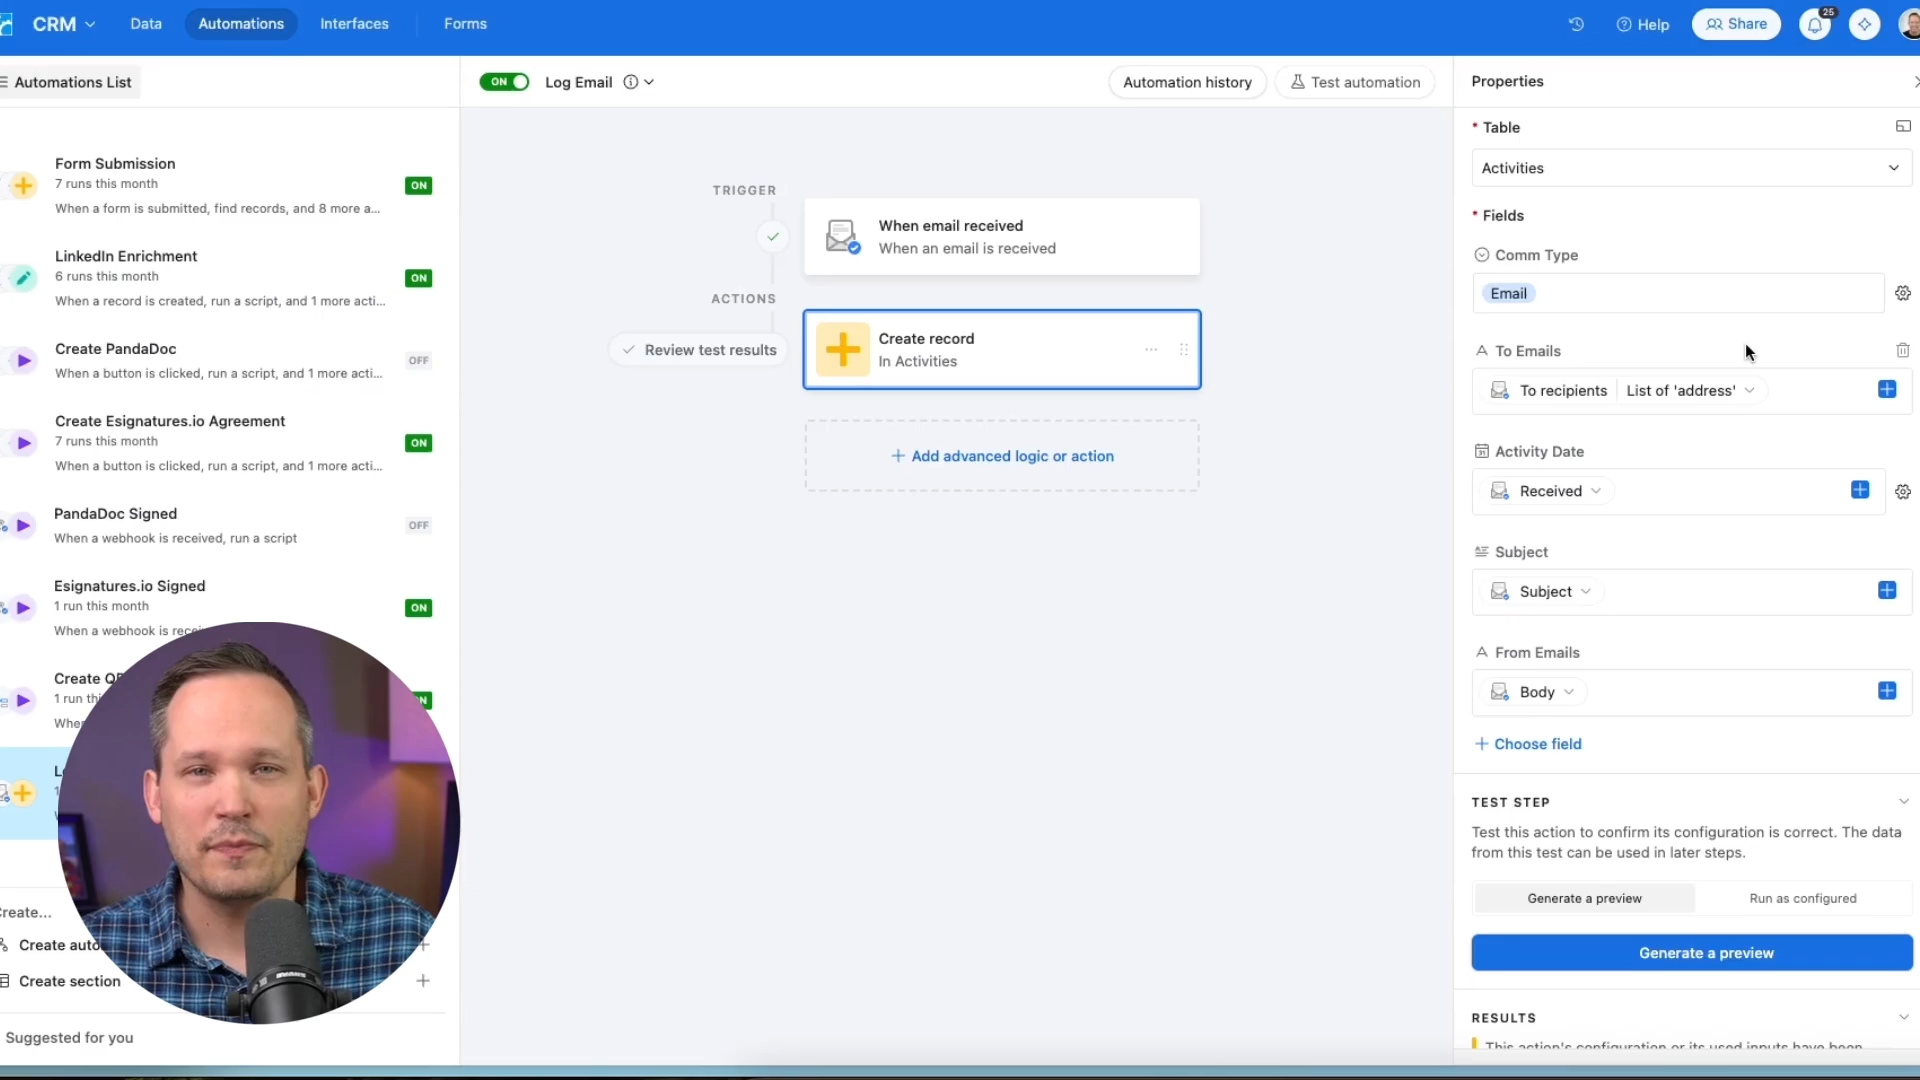 CRM
Data
Automations
Interfaces
Forms
Help
Share
25
Automations List
ON
Log Email
Automation history
Test automation
Properties
Form Submission
7 runs this month
When a form is submitted, find records, and 8 more a...
ON
LinkedIn Enrichment
6 runs this month
When a record is created, run a script, and 1 more acti...
ON
Create PandaDoc
When a button is clicked, run a script, and 1 more acti...
OFF
Create Esignatures.io Agreement
7 runs this month
When a button is clicked, run a script, and 1 more acti...
ON
PandaDoc Signed
When a webhook is received, run a script
OFF
Esignatures.io Signed
1 run this month
When a webhook is
ON
Create
1 run
Create...
Create section
Suggested for you
TRIGGER
When email received
When an email is received
ACTIONS
Review test results
Create record
In Activities
+ Add advanced logic or action
* Table
Activities
* Fields
Comm Type
Email
To Emails
To recipients
List of 'address'
Activity Date
Received
Subject
Subject
From Emails
Body
+ Choose field
TEST STEP
Test this action to confirm its configuration is correct. The data
from this test can be used in later steps.
Generate a preview
Run as configured
Generate a preview
RESULTS
This action's configuration or its used inputs have been